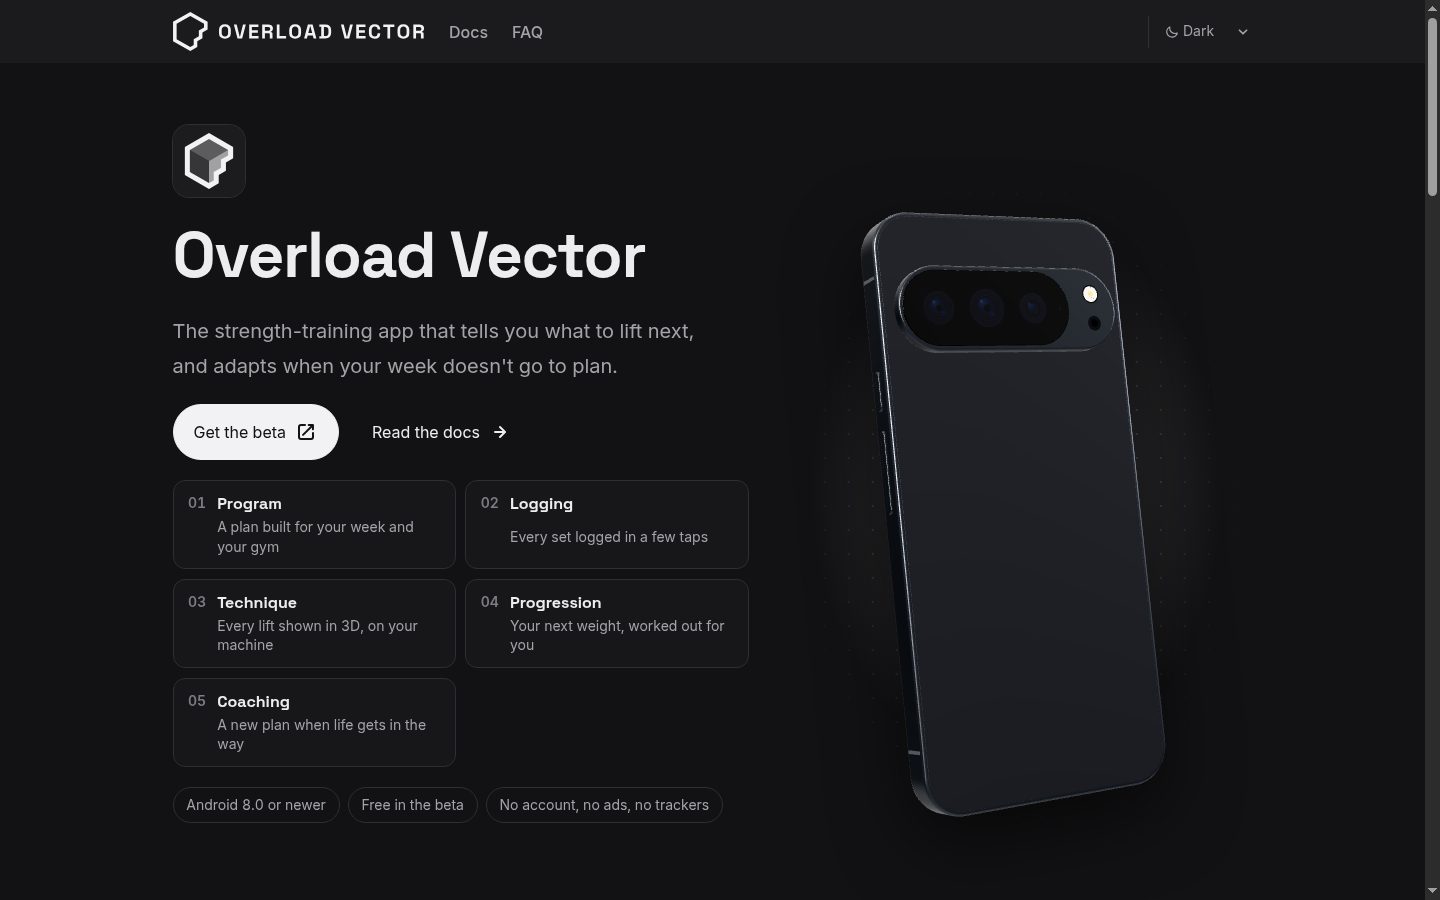 OVERLOAD VECTOR
Docs
FAQ
Dark
Overload Vector
The strength-training app that tells you what to lift next,
and adapts when your week doesn't go to plan.
Get the beta
Read the docs
01 Program
A plan built for your week and
your gym
02 Logging
Every set logged in a few taps
03 Technique
Every lift shown in 3D, on your
machine
04 Progression
Your next weight, worked out for
you
05 Coaching
A new plan when life gets in the
way
Android 8.0 or newer
Free in the beta
No account, no ads, no trackers